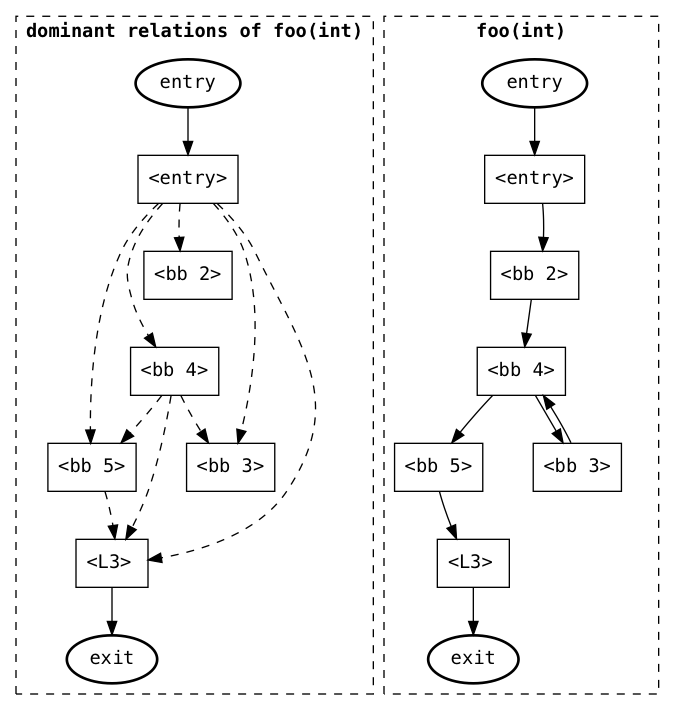 dominant relations of foo(int)
entry
<entry>
<bb 2>
<bb 4>
<bb 5>
<bb 3>
<L3>
exit
foo(int)
entry
<entry>
<bb 2>
<bb 4>
<bb 5>
<bb 3>
<L3>
exit